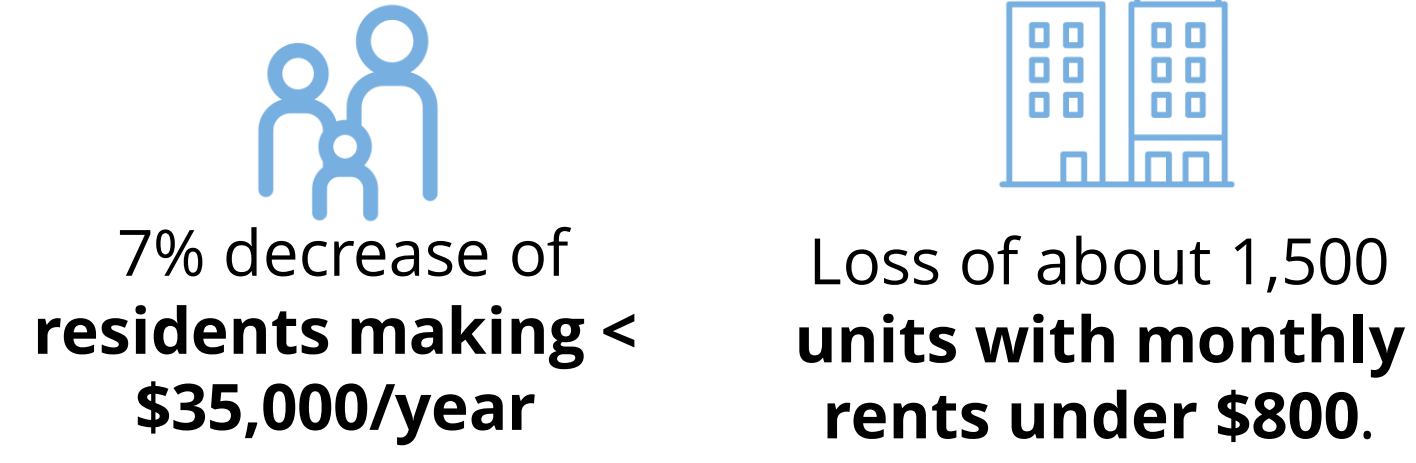 7% decrease of
residents making <
$35,000/year
Loss of about 1,500
units with monthly
rents under $800.